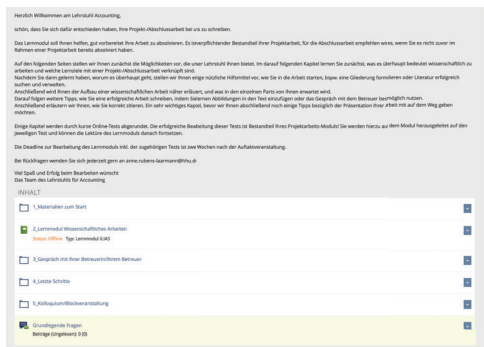 Herzlich Willkommen am Lehrstuhl Accounting,
schön, dass Sie sich dafür entschieden haben, Ihre Projekt-/Abschlussarbeit bei uns zu schreiben.
Das Lernmodul soll Ihnen helfen, gut vorbereitet Ihre Arbeit zu absolvieren. Es ist verpflichtender Bestandteil Ihrer Projektarbeit, für die Abschlussarbeit empfehlen wir es, wenn Sie es nicht zuvor im
Rahmen einer Projektarbeit bereits absolviert haben.
Auf den folgenden Seiten stellen wir Ihnen zunächst die Möglichkeiten vor, die unser Lehrstuhl Ihnen bietet. Im darauf folgenden Kapitel lernen Sie zunächst, was es überhaupt bedeutet wissenschaftlich zu
arbeiten und welche Lernziele mit einer Projekt-/Abschlussarbeit verknüpft sind.
Nachdem Sie dann gelernt haben, worum es überhaupt geht, stellen wir Ihnen einige nützliche Hilfsmittel vor, wie Sie in die Arbeit starten, bspw. eine Gliederung formulieren oder Literatur erfolgreich
suchen und verwalten.
Anschließend wird Ihnen der Aufbau einer wissenschaftlichen Arbeit näher erläutert, und was in den einzelnen Parts von Ihnen erwartet wird.
Darauf folgen weitere Tipps, wie Sie eine erfolgreiche Arbeit schreiben, indem Sie Abbildungen in den Text einzufügen oder das Gespräch mit dem Betreuer bestmöglich nutzen.
Anschließend erläutern wir Ihnen, wie Sie korrekt zitieren. Ein sehr wichtiges Kapitel, bevor wir Ihnen abschließend noch einige Tipps bezüglich der Präsentation Ihrer Arbeit mit auf dem Weg geben
möchten.
Einige Kapitel werden durch kurze Online-Tests abgerundet. Die erfolgreiche Bearbeitung dieser Tests ist Bestandteil Ihres Projektarbeits-Moduls! Sie werden hierzu aus dem Modul herausgeleitet auf den
jeweiligen Test und können die Lektüre des Lernmoduls danach fortsetzen.
Die Deadline zur Bearbeitung des Lernmoduls inkl. der zugehörigen Tests ist zwei Wochen nach der Auftaktveranstaltung.
Bei Rückfragen wenden Sie sich jederzeit gern an anne.rubens-laarmann@hhu.de
Viel Spaß und Erfolg beim Bearbeiten wünscht
Das Team des Lehrstuhls für Accounting
INHALT
1_Materialien zum Start
2_Lernmodul Wissenschaftliches Arbeiten
Status: Offline Typ: Lernmodul ILIAS
3_Gespräch mit Ihrer Betreuerin/Ihrem Betreuer
4_Letzte Schritte
5_Kolloquium/Blockveranstaltung
Grundlegende Fragen
Beiträge (Ungelesen): 0 (0)